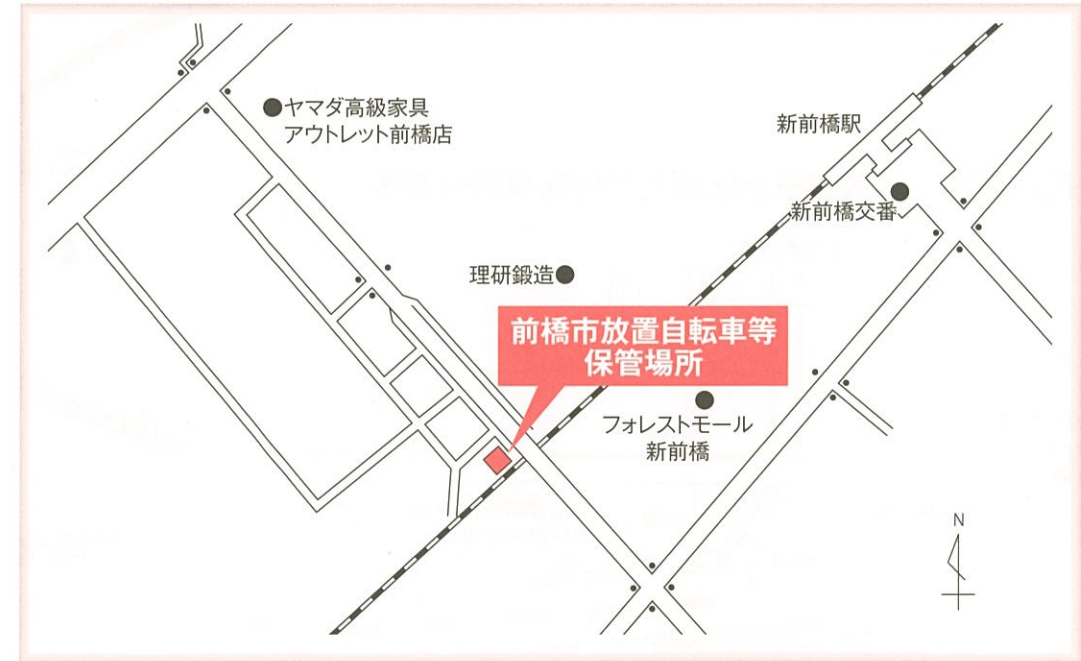 ヤマダ高級家具
アウトレット前橋店
新前橋駅
新前橋交番
理研鍛造
前橋市放置自転車等
保管場所
フォレストモール
新前橋
N